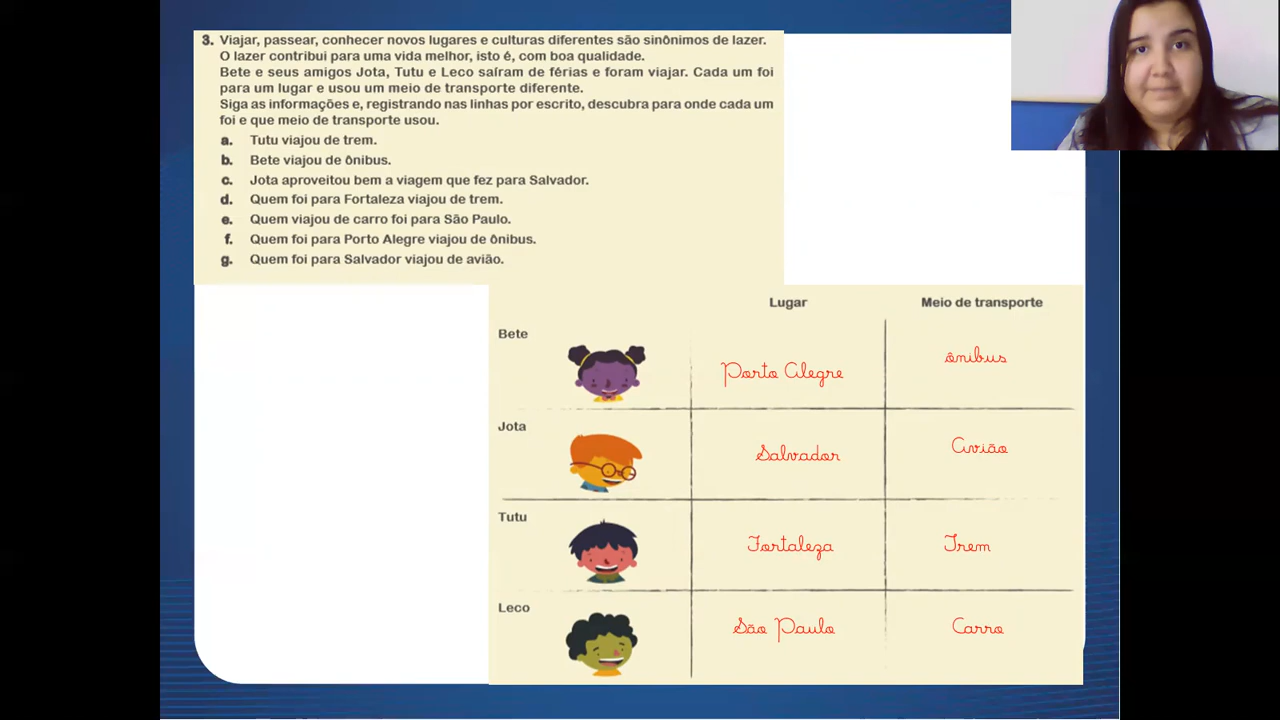 3. Viajar, passear, conhecer novos lugares e culturas diferentes são sinônimos de lazer.
O lazer contribui para uma vida melhor, isto é, com boa qualidade.
Bete e seus amigos Jota, Tutu e Leco saíram de férias e foram viajar. Cada um foi
para um lugar e usou um meio de transporte diferente.
Siga as informações e, registrando nas linhas por escrito, descubra para onde cada um
foi e que meio de transporte usou.
a. Tutu viajou de trem.
b. Bete viajou de ônibus.
c. Jota aproveitou bem a viagem que fez para Salvador.
d. Quem foi para Fortaleza viajou de trem.
e. Quem viajou de carro foi para São Paulo.
f. Quem foi para Porto Alegre viajou de ônibus.
g. Quem foi para Salvador viajou de avião.
Lugar Meio de transporte
Bete
Porto Alegre ônibus
Jota
Salvador Avião
Tutu
Fortaleza Trem
Leco
São Paulo Carro